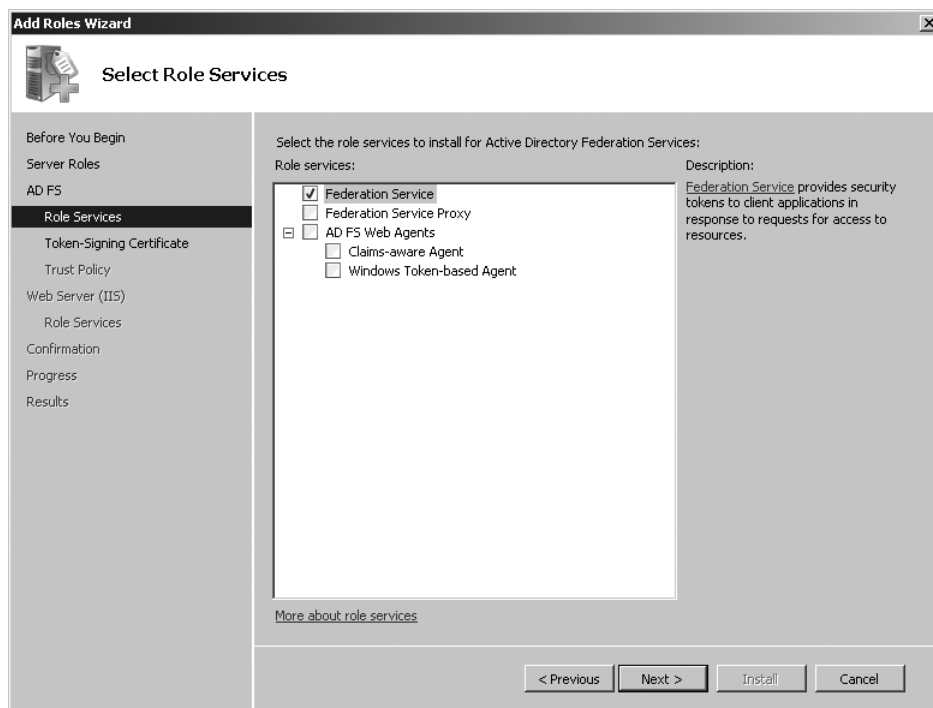 Add Roles Wizard
Select Role Services
Before You Begin
Server Roles
AD FS
Role Services
Token-Signing Certificate
Trust Policy
Web Server (IIS)
Role Services
Confirmation
Progress
Results
Select the role services to install for Active Directory Federation Services:
Role services:
Federation Service
Federation Service Proxy
AD FS Web Agents
Claims-aware Agent
Windows Token-based Agent
More about role services
Description:
Federation Service provides security
tokens to client applications in
response to requests for access to
resources.
< Previous
Next >
Install
Cancel